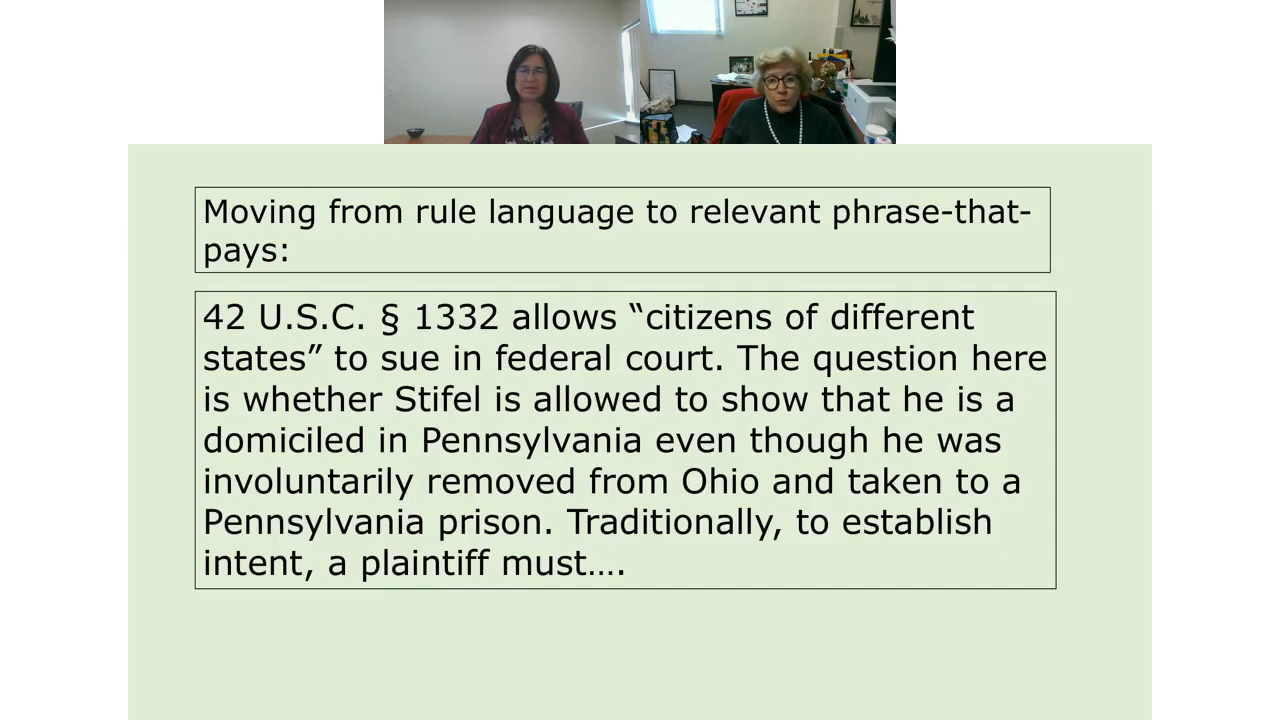 Moving from rule language to relevant phrase-that-
pays:
42 U.S.C. § 1332 allows “citizens of different
states” to sue in federal court. The question here
is whether Stifel is allowed to show that he is a
domiciled in Pennsylvania even though he was
involuntarily removed from Ohio and taken to a
Pennsylvania prison. Traditionally, to establish
intent, a plaintiff must….